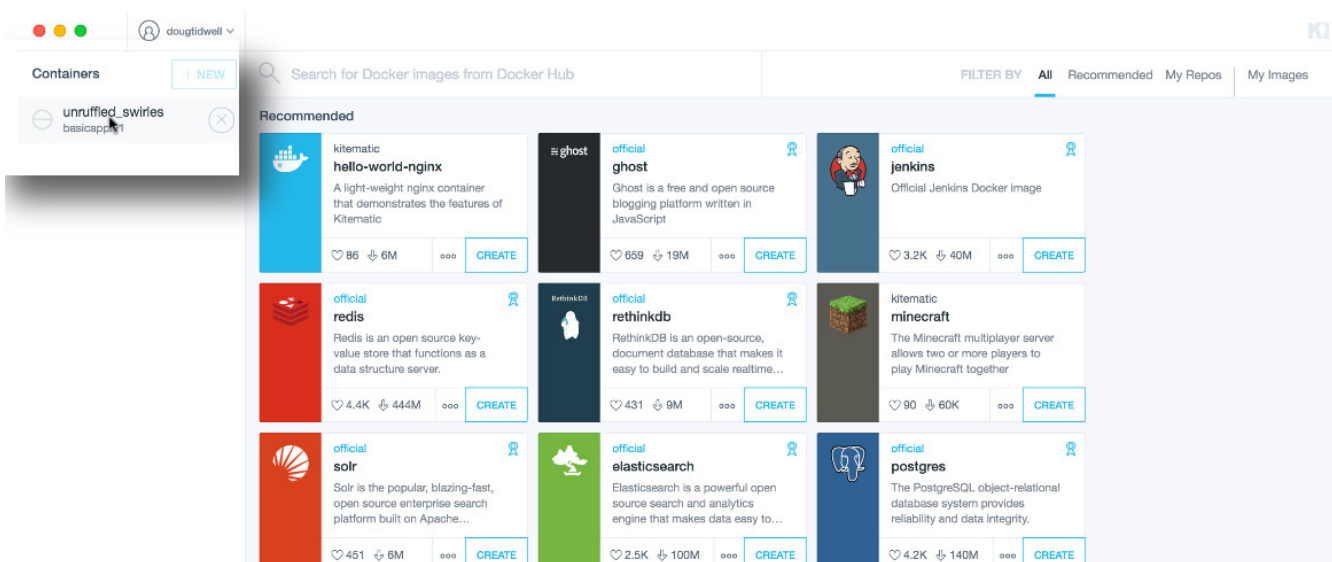 dougtidwell
Containers
NEW
unruffled_swirles
Search for Docker images from Docker Hub
FILTER BY All Recommended My Repos My Images
Recommended
kitematic
hello-world-nginx
A light-weight nginx container
that demonstrates the features of
Kitematic
86 6M CREATE
ghost
official
ghost
Ghost is a free and open source
blogging platform written in
JavaScript
659 19M CREATE
official
jenkins
Official Jenkins Docker image
3.2K 40M CREATE
official
redis
Redis is an open source key-
value store that functions as a
data structure server.
4.4K 444M CREATE
RethinkDB
official
rethinkdb
RethinkDB is an open-source,
document database that makes it
easy to build and scale realtime...
431 9M CREATE
kitematic
minecraft
The Minecraft multiplayer server
allows two or more players to
play Minecraft together
90 60K CREATE
official
solr
Solr is the popular, blazing-fast,
open source enterprise search
platform built on Apache...
451 6M CREATE
official
elasticsearch
Elasticsearch is a powerful open
source search and analytics
engine that makes data easy to...
2.5K 100M CREATE
official
postgres
The PostgreSQL object-relational
database system provides
reliability and data integrity.
4.2K 140M CREATE